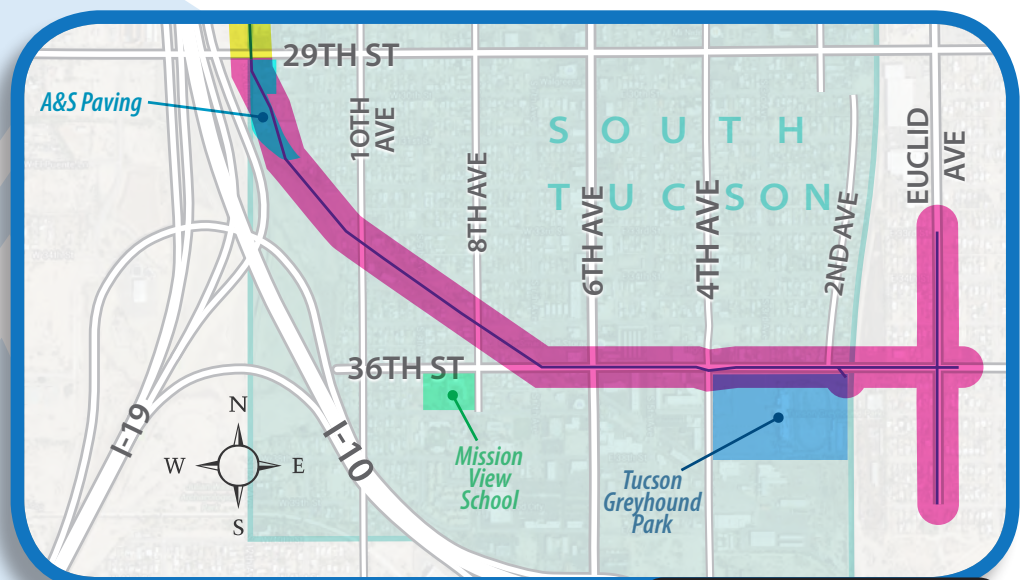 29TH ST
A&S Paving
10TH
AVE
8TH AVE
SOUTH
TUCSON
6TH AVE
4TH AVE
2ND AVE
EUCLID
AVE
36TH ST
I-19
I-10
N
W
E
S
Mission
View
School
Tucson
Greyhound
Park